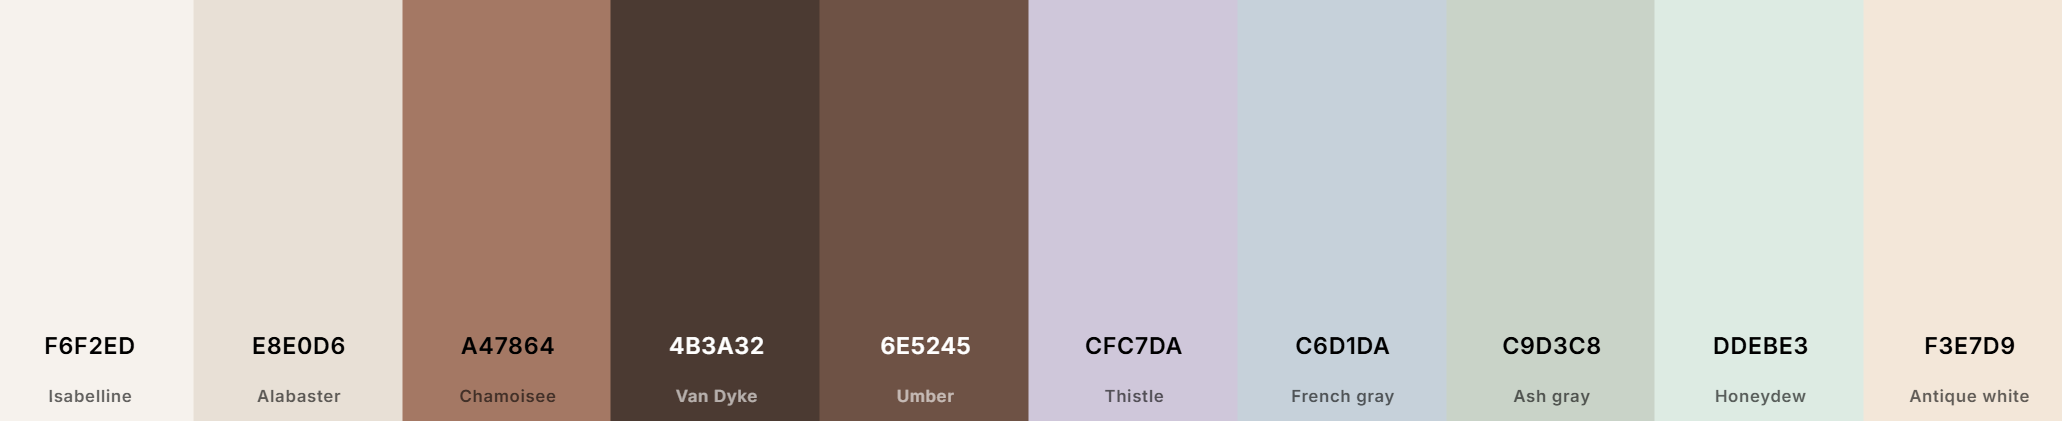 F6F2ED
Isabelline
E8E0D6
Alabaster
A47864
Chamoisee
4B3A32
Van Dyke
6E5245
Umber
CFC7DA
Thistle
C6D1DA
French gray
C9D3C8
Ash gray
DDEBE3
Honeydew
F3E7D9
Antique white